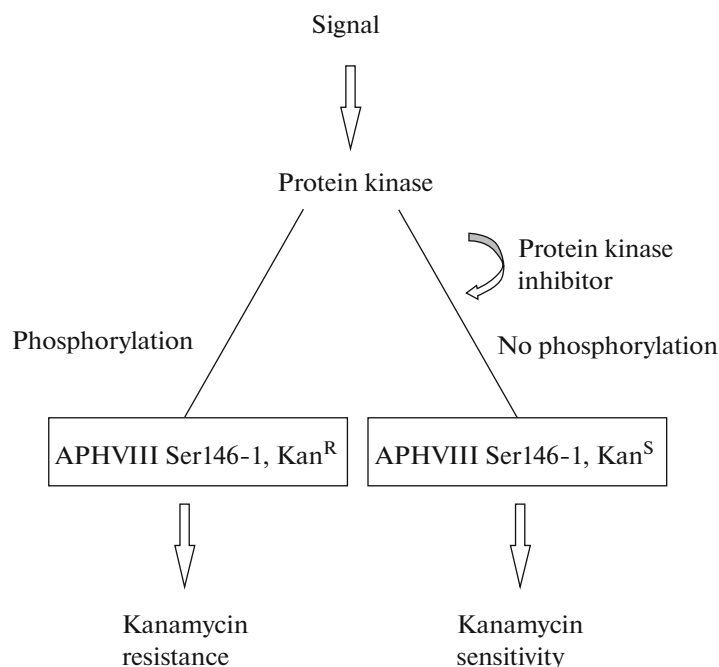 Signal
Protein kinase
Protein kinase
inhibitor
Phosphorylation
No phosphorylation
APHVIII Ser146-1, Kan^R
APHVIII Ser146-1, Kan^S
Kanamycin
resistance
Kanamycin
sensitivity